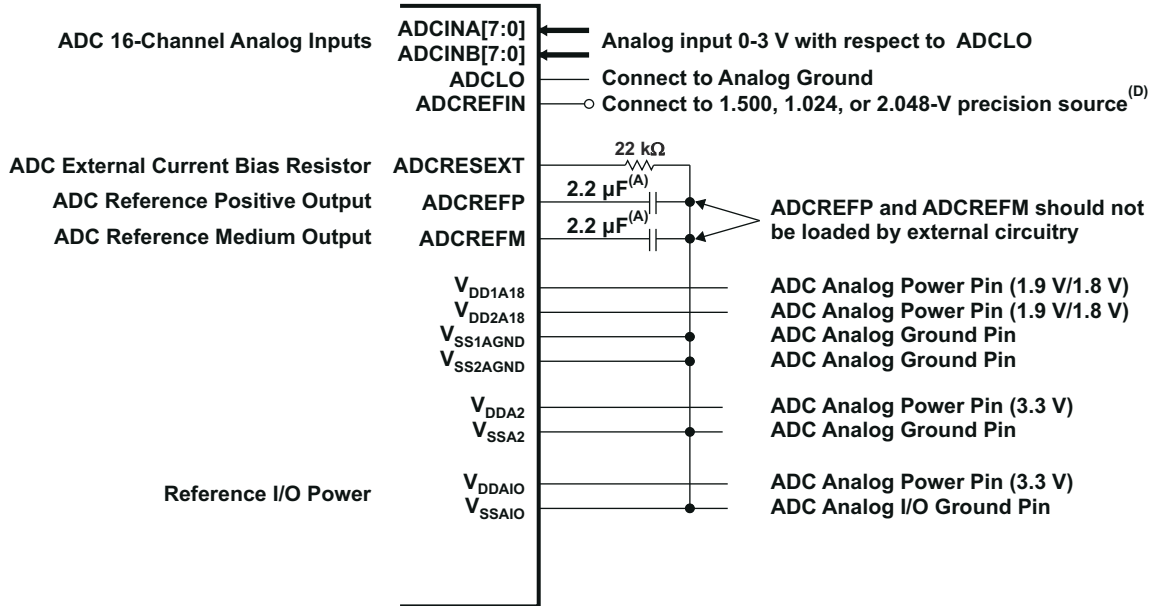 ADC 16-Channel Analog Inputs
ADCINA[7:0]
ADCINB[7:0]
Analog input 0-3 V with respect to ADCLO
ADCLO
Connect to Analog Ground
ADCREFIN
Connect to 1.500, 1.024, or 2.048-V precision source(D)
ADC External Current Bias Resistor
ADCRESEXT
22 kΩ
ADC Reference Positive Output
ADCREFP
2.2 µF(A)
ADC Reference Medium Output
ADCREFM
2.2 µF(A)
ADCREFP and ADCREFM should not
be loaded by external circuitry
VDD1A18
ADC Analog Power Pin (1.9 V/1.8 V)
VDD2A18
ADC Analog Power Pin (1.9 V/1.8 V)
VSS1AGND
ADC Analog Ground Pin
VSS2AGND
ADC Analog Ground Pin
VDDA2
ADC Analog Power Pin (3.3 V)
VSSA2
ADC Analog Ground Pin
Reference I/O Power
VDDAIO
ADC Analog Power Pin (3.3 V)
VSSAIO
ADC Analog I/O Ground Pin